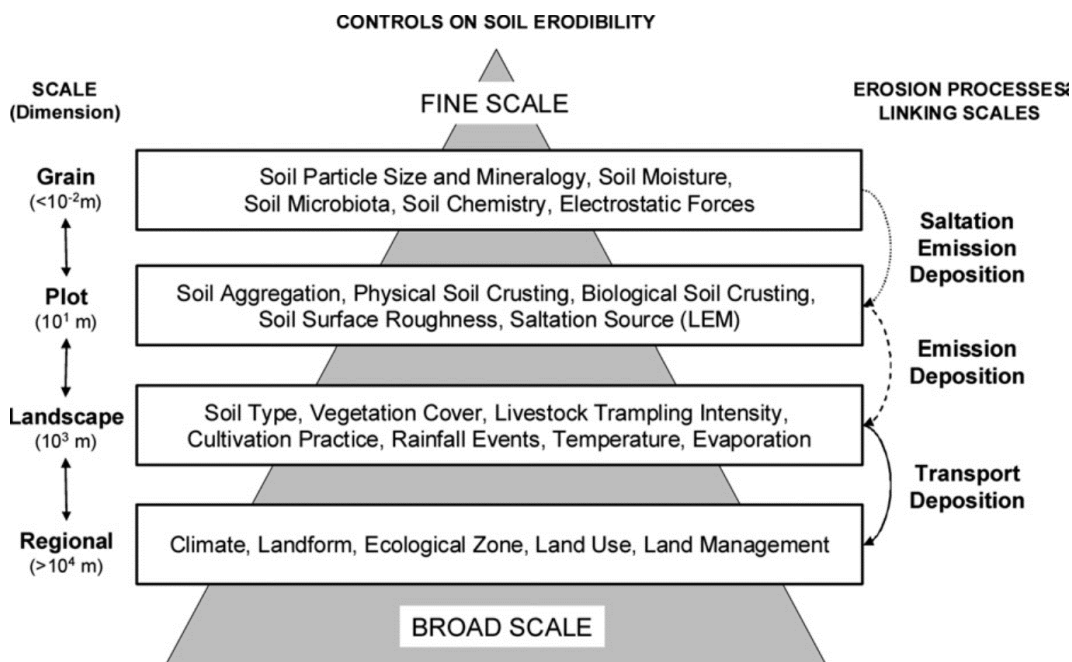 CONTROLS ON SOIL ERODIBILITY
SCALE
(Dimension)
FINE SCALE
EROSION PROCESSES
LINKING SCALES
Grain
(<10⁻²m)
Soil Particle Size and Mineralogy, Soil Moisture,
Soil Microbiota, Soil Chemistry, Electrostatic Forces
Saltation
Emission
Deposition
Plot
(10¹ m)
Soil Aggregation, Physical Soil Crusting, Biological Soil Crusting,
Soil Surface Roughness, Saltation Source (LEM)
Emission
Deposition
Landscape
(10³ m)
Soil Type, Vegetation Cover, Livestock Trampling Intensity,
Cultivation Practice, Rainfall Events, Temperature, Evaporation
Transport
Deposition
Regional
(>10⁴ m)
Climate, Landform, Ecological Zone, Land Use, Land Management
BROAD SCALE